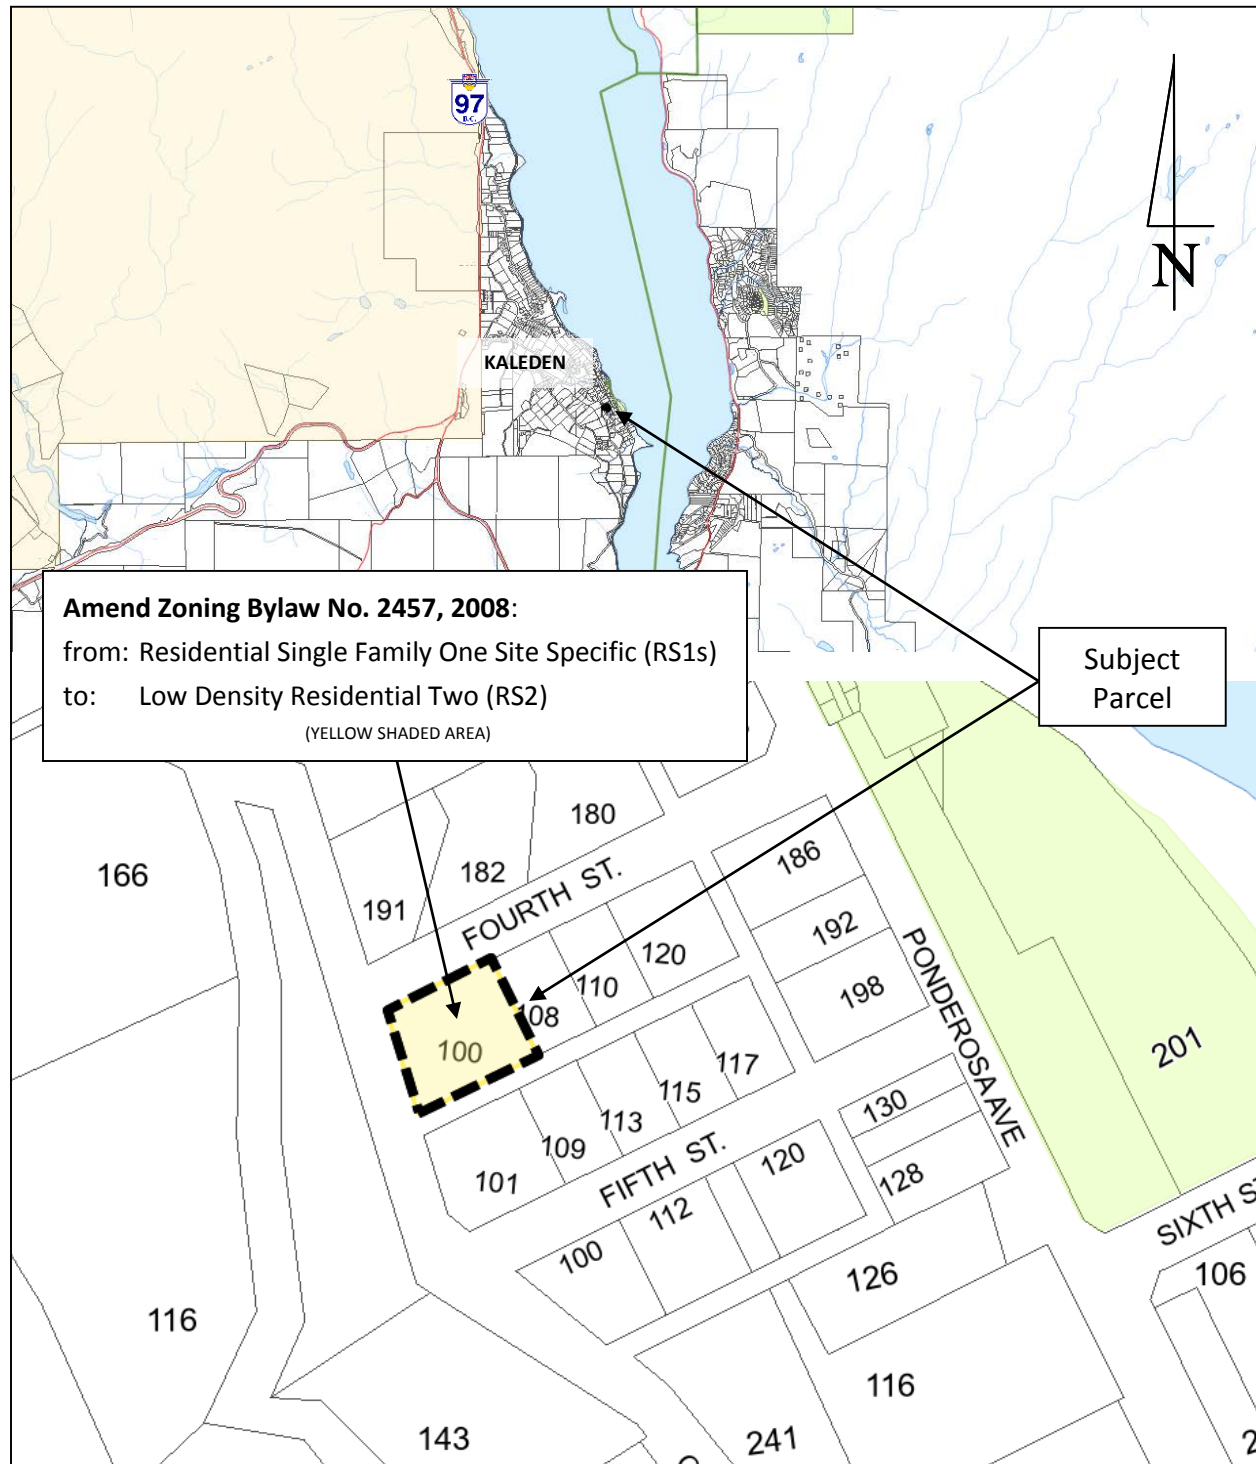 97
B.C.
N
KALEDEN
Amend Zoning Bylaw No. 2457, 2008:
from: Residential Single Family One Site Specific (RS1s)
to: Low Density Residential Two (RS2)
(YELLOW SHADED AREA)
Subject
Parcel
180
186
166
182
191
FOURTH ST.
192
120
110
198
108
PONDEROSA AVE
100
201
117
115
130
113
109
120
101
FIFTH ST.
128
112
SIXTH S
100
126
106
116
116
143
241
2